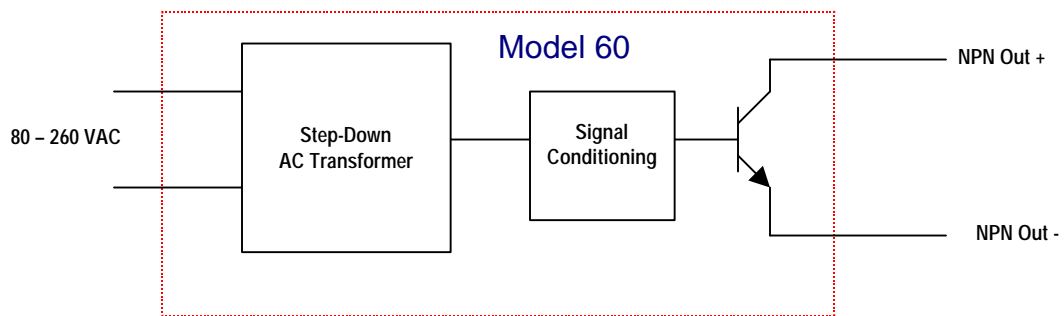 Model 60
NPN Out +
80 – 260 VAC
Step-Down
AC Transformer
Signal
Conditioning
NPN Out -